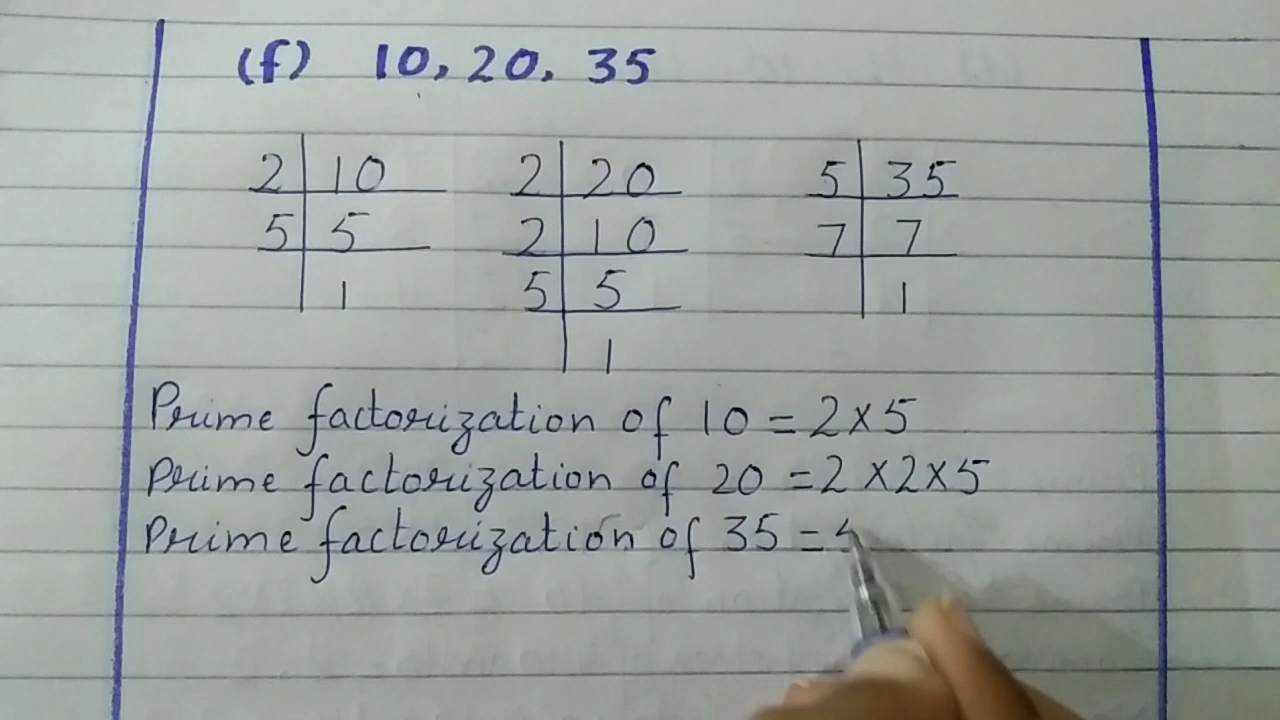 (f) 10, 20, 35
2 | 10
5 | 5
1
2 | 20
2 | 10
5 | 5
1
5 | 35
7 | 7
1
Prime factorization of 10 = 2 × 5
Prime factorization of 20 = 2 × 2 × 5
Prime factorization of 35 =